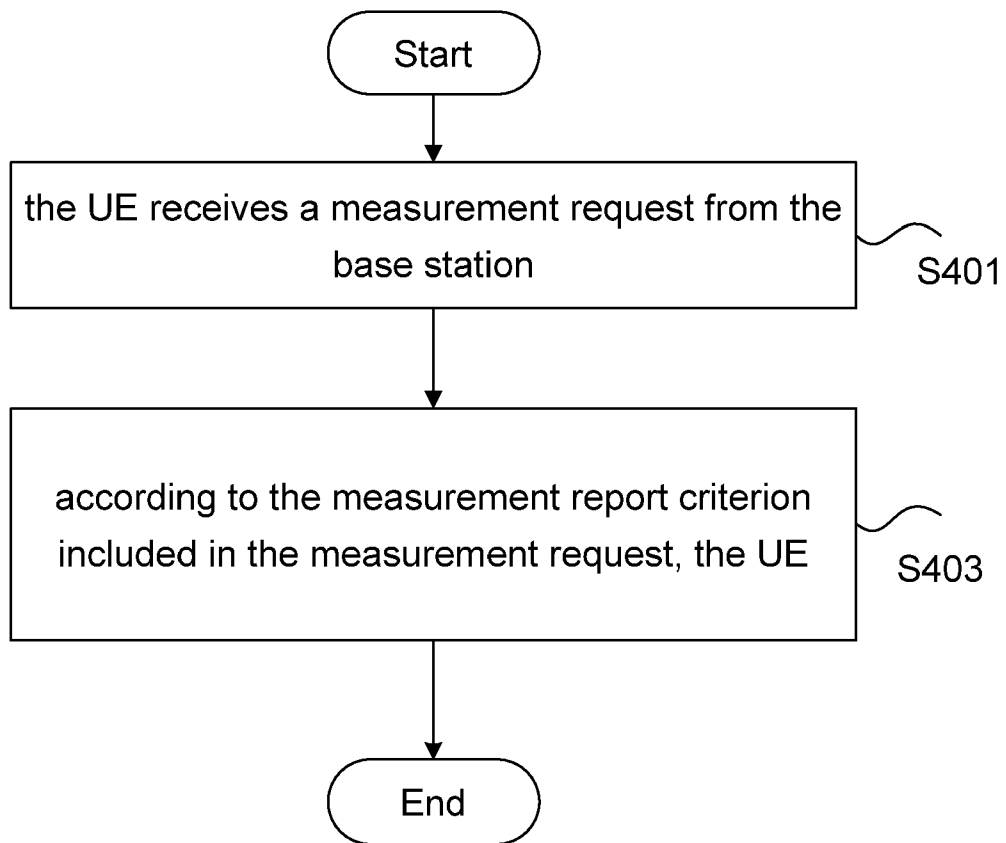 Start
the UE receives a measurement request from the
base station
S401
according to the measurement report criterion
included in the measurement request, the UE
S403
End